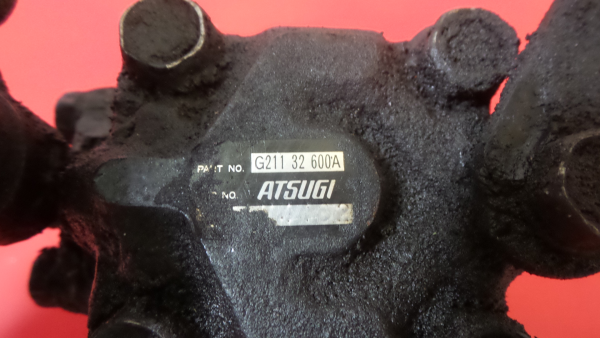 PART NO. G211 32 600A
NO. ATSUGI